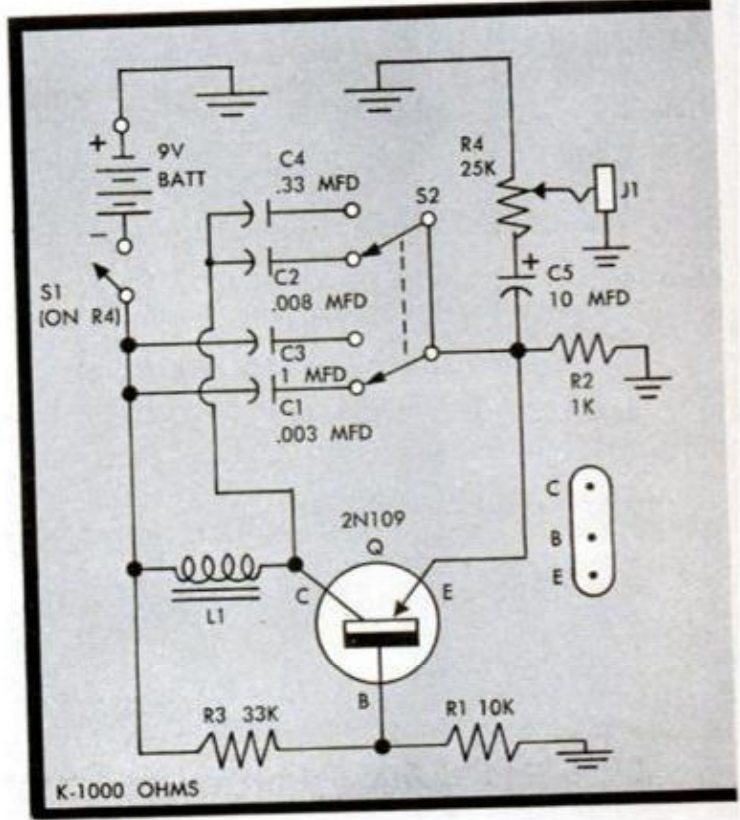 +
9V
BATT
−
S1
(ON R4)
C4
.33 MFD
S2
C2
.008 MFD
C3
1 MFD
C1
.003 MFD
R4
25K
J1
+
C5
10 MFD
R2
1K
2N109
Q
C
E
B
L1
C
B
E
R3 33K
R1 10K
K-1000 OHMS